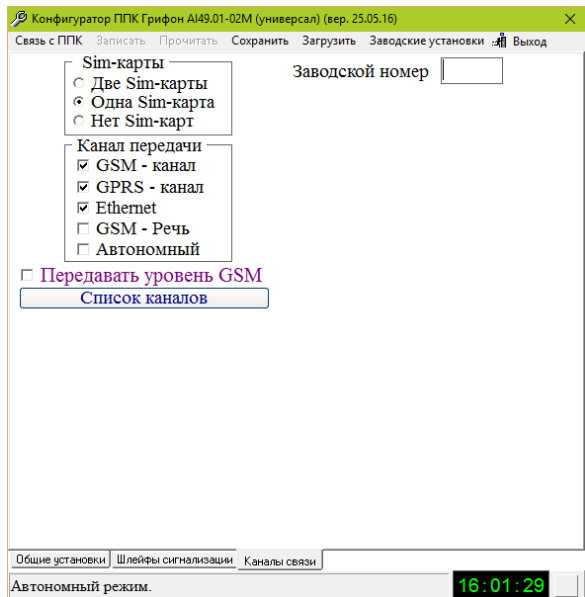 Конфигуратор ППК Грифон AI49.01-02М (универсал) (вер. 25.05.16)
Связь с ППК Записать Прочитать Сохранить Загрузить Заводские установки Выход
Sim-карты
Две Sim-карты
Одна Sim-карта
Нет Sim-карт
Заводской номер
Канал передачи
GSM - канал
GPRS - канал
Ethernet
GSM - Речь
Автономный
Передавать уровень GSM
Список каналов
Общие установки Шлейфы сигнализации Каналы связи
Автономный режим. 16:01:29